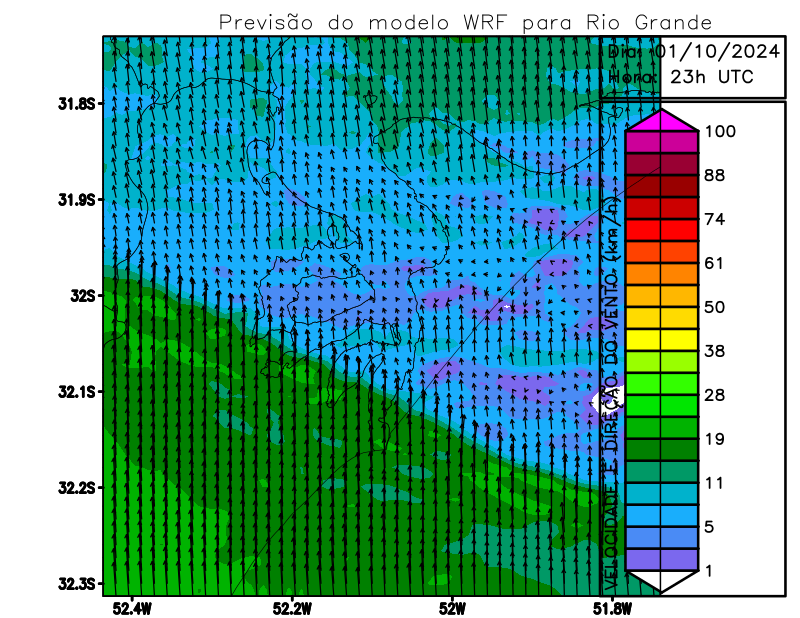 Previsão do modelo WRF para Rio Grande
Dia: 01/10/2024
Hora: 23h UTC
31.8S
31.9S
32S
32.1S
32.2S
32.3S
52.4W
52.2W
52W
51.8W
VELOCIDADE E DIREÇÃO DO VENTO (km/h)
100
88
74
61
50
38
28
19
11
5
1